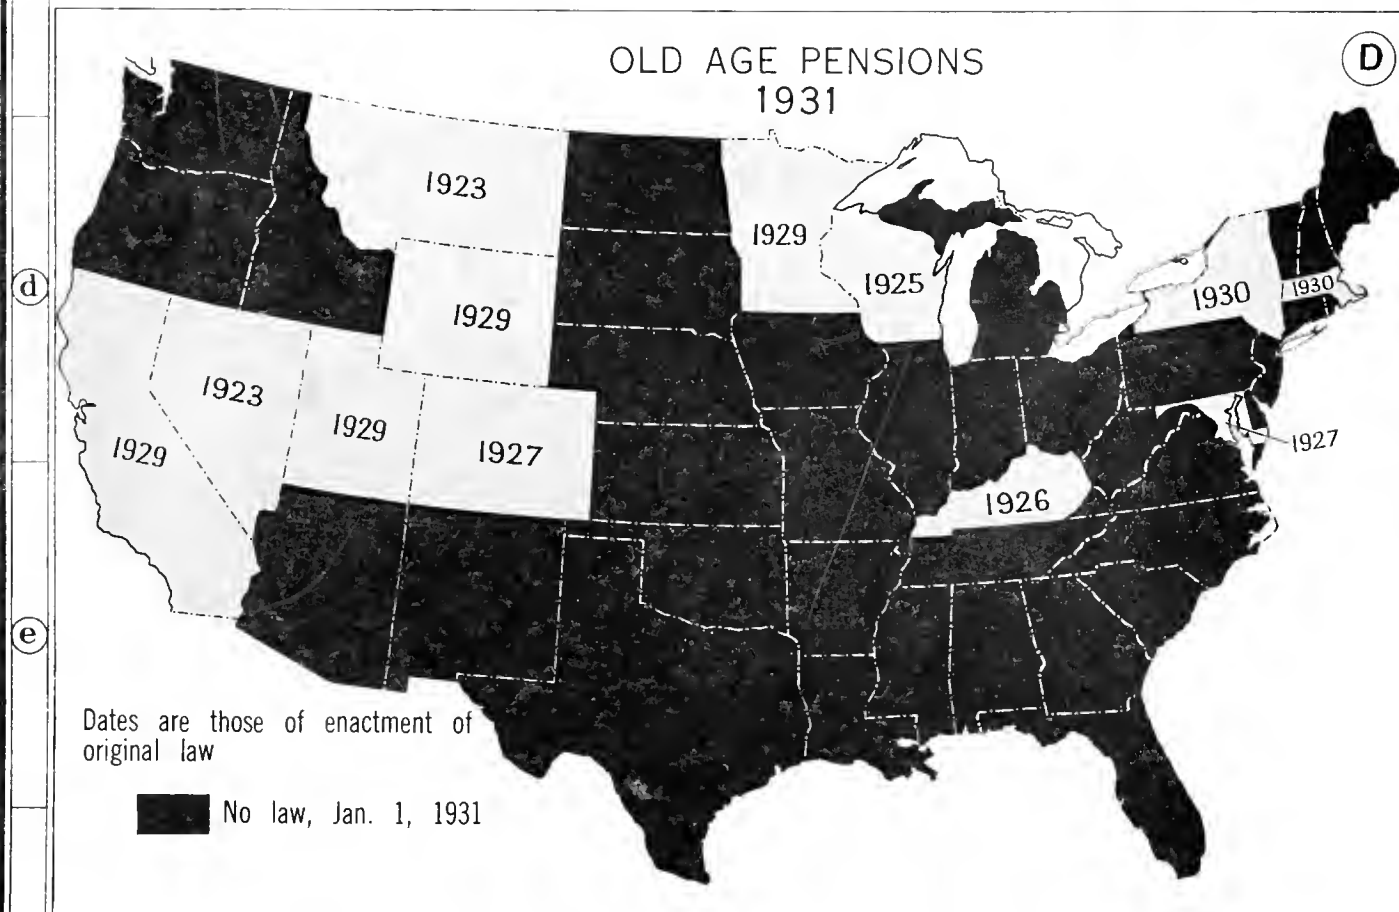 OLD AGE PENSIONS
1931
D
d
e
1923
1929
1925
1930
1930
1929
1923
1929
1929
1927
1927
1926
Dates are those of enactment of
original law
No law, Jan. 1, 1931